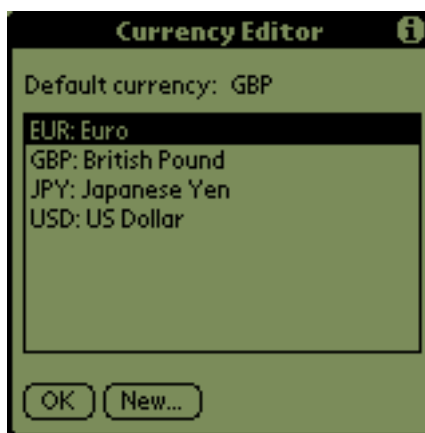 Currency Editor i
Default currency: GBP
EUR: Euro
GBP: British Pound
JPY: Japanese Yen
USD: US Dollar
OK New...